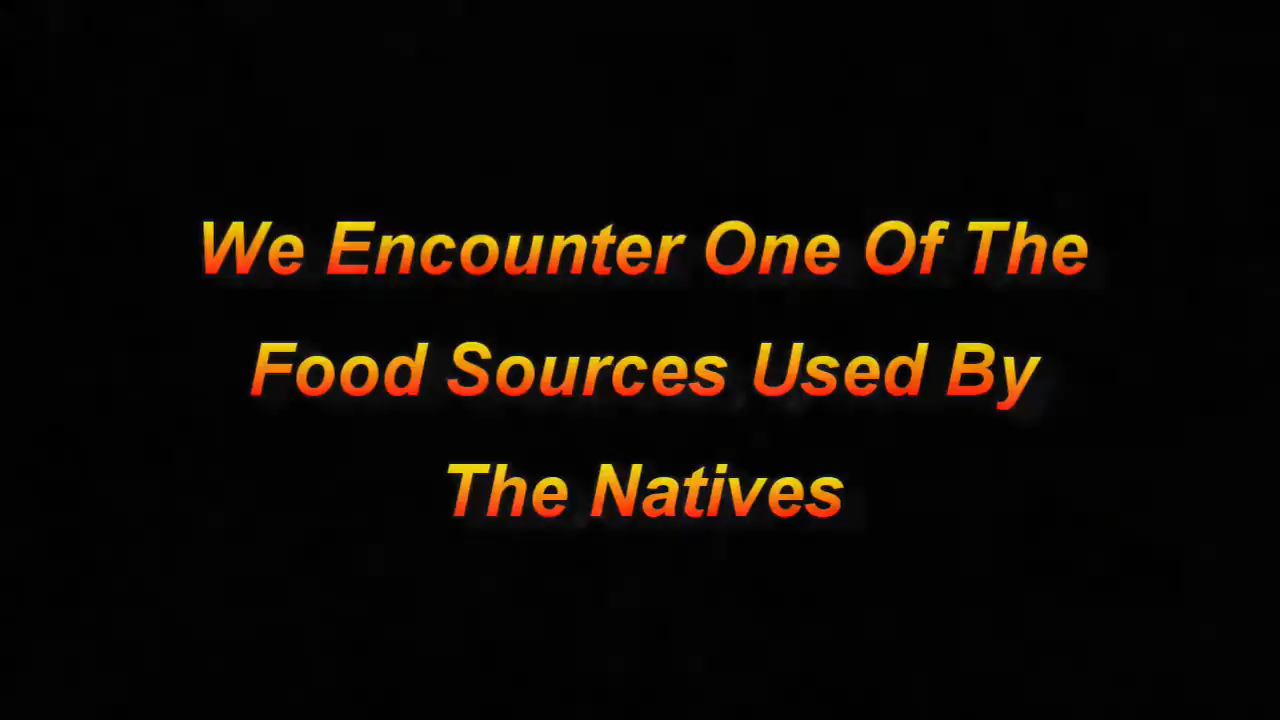 We Encounter One Of The
Food Sources Used By
The Natives